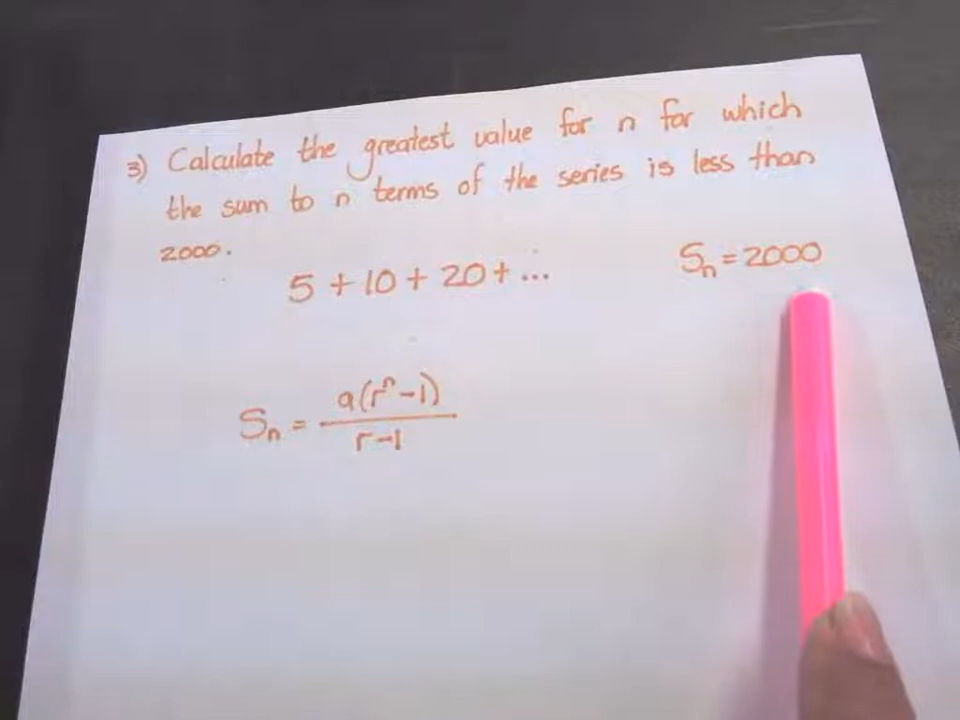 3) Calculate the greatest value for n for which
the sum to n terms of the series is less than
2000.
5 + 10 + 20 + ...
Sₙ = 2000
Sₙ = a(rⁿ-1) / r-1